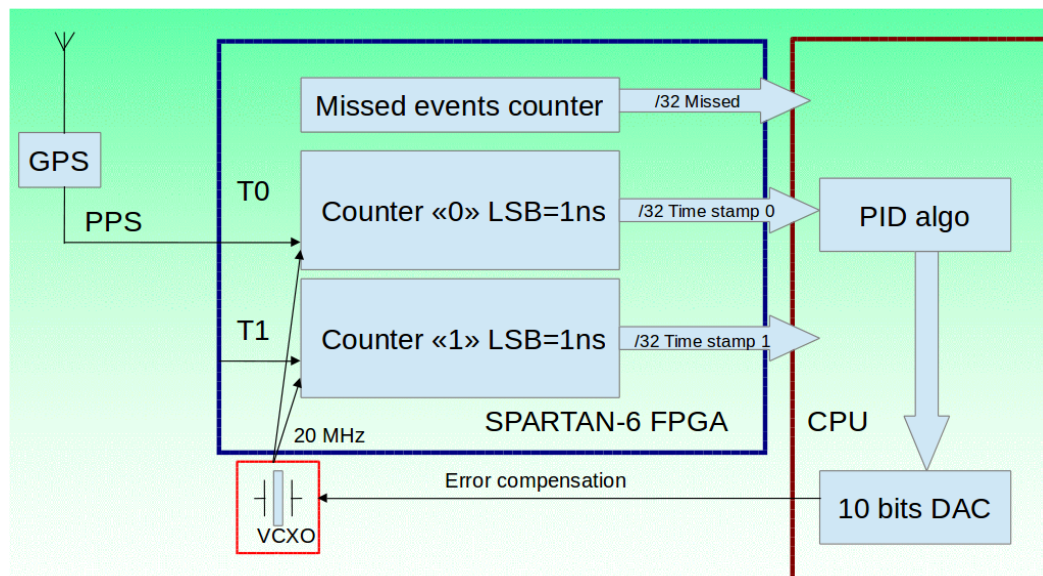 Missed events counter
/32 Missed
GPS
T0
PPS
Counter «0» LSB=1ns
/32 Time stamp 0
PID algo
T1
Counter «1» LSB=1ns
/32 Time stamp 1
SPARTAN-6 FPGA
CPU
20 MHz
Error compensation
VCXO
10 bits DAC